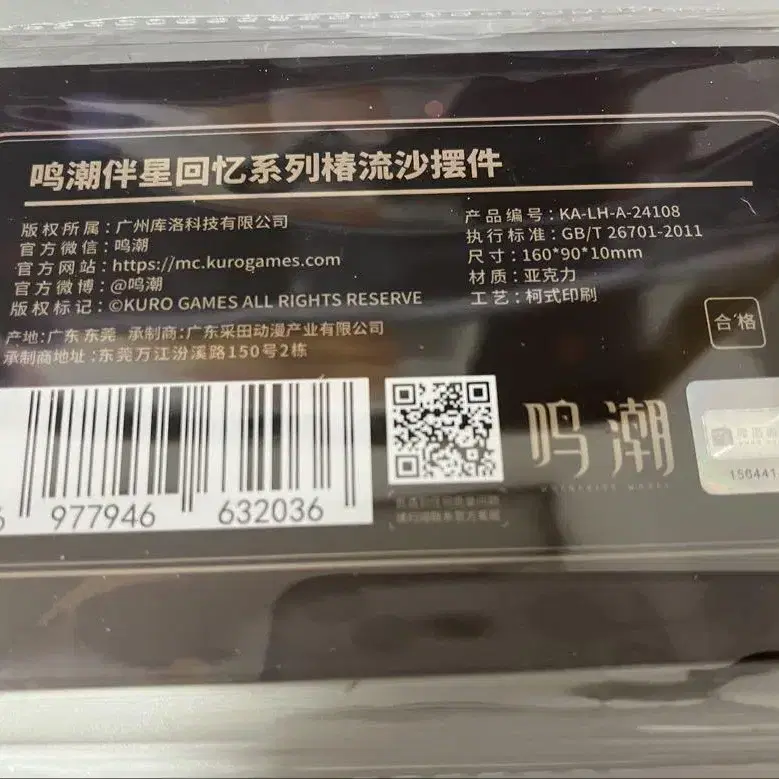 鸣潮伴星回忆系列椿流沙摆件
版权所属：广州库洛科技有限公司
官方微信：鸣潮
官方网站：https://mc.kurogames.com
官方微博：@鸣潮
版权标记：©KURO GAMES ALL RIGHTS RESERVE
产品编号：KA-LH-A-24108
执行标准：GB/T 26701-2011
尺寸：160*90*10mm
材质：亚克力
工艺：柯式印刷
产地：广东东莞 承制商：广东采田动漫产业有限公司
承制商地址：东莞万江汾溪路150号2栋
合格
977946 632036
鸣潮
WUTHERING WAVES
156441